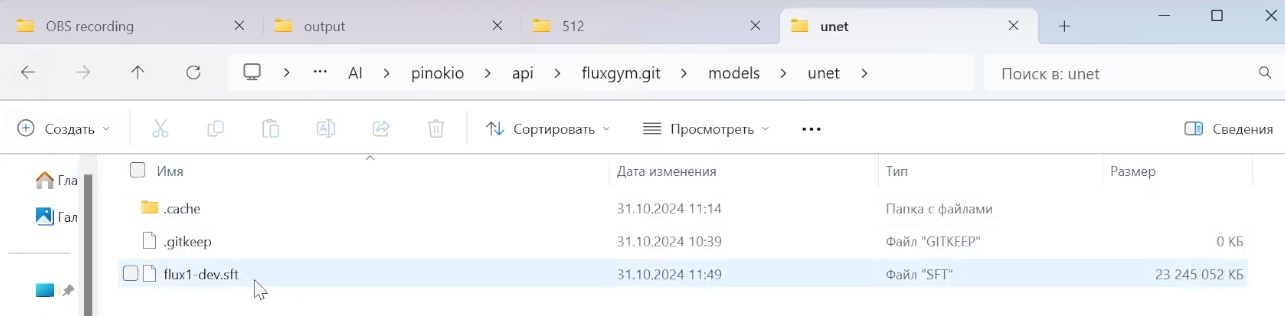 OBS recording output 512 unet
... AI pinokio api fluxgym.git models unet Поиск в: unet
Создать Сортировать Просмотреть ... Сведения
Имя Дата изменения Тип Размер
Гла
.cache 31.10.2024 11:14 Папка с файлами
Гал
.gitkeep 31.10.2024 10:39 Файл "GITKEEP" 0 КБ
flux1-dev.sft 31.10.2024 11:49 Файл "SFT" 23 245 052 КБ